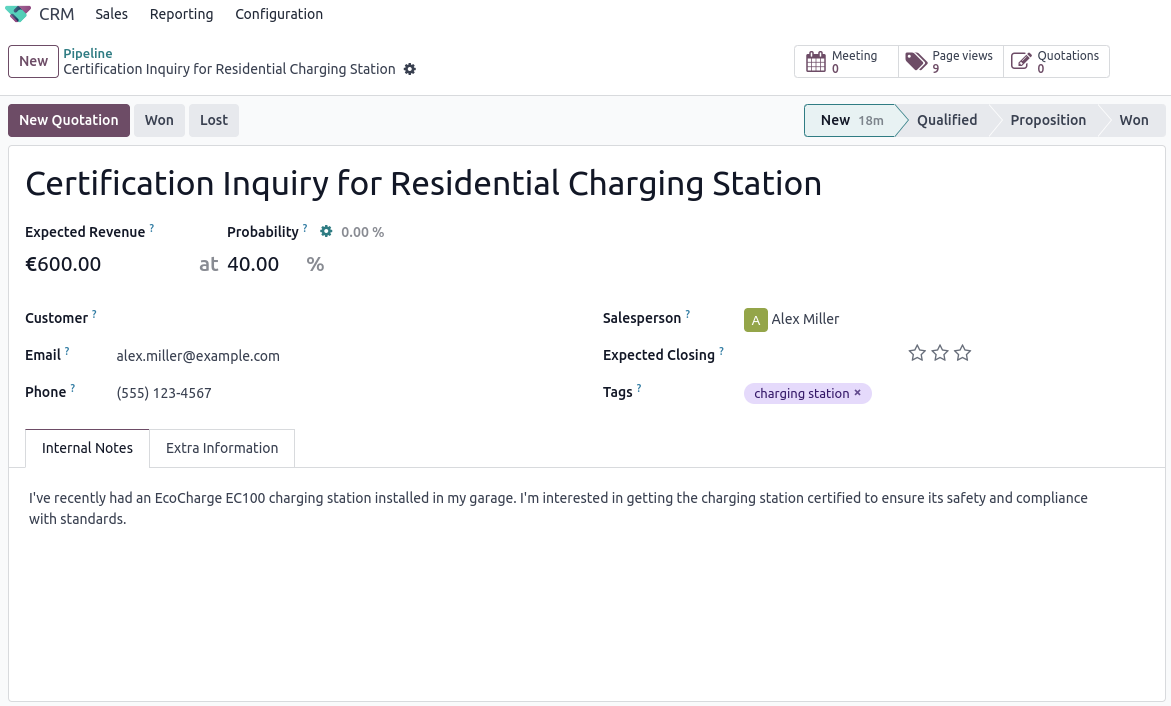 CRM Sales Reporting Configuration
New
Pipeline
Certification Inquiry for Residential Charging Station
Meeting
0
Page views
9
Quotations
0
New Quotation Won Lost
New 18m Qualified Proposition Won
Certification Inquiry for Residential Charging Station
Expected Revenue ? Probability ? 0.00 %
€600.00 at 40.00 %
Customer ?
Salesperson ? A Alex Miller
Email ? alex.miller@example.com
Expected Closing ?
Phone ? (555) 123-4567
Tags ? charging station ×
Internal Notes Extra Information
I've recently had an EcoCharge EC100 charging station installed in my garage. I'm interested in getting the charging station certified to ensure its safety and compliance
with standards.